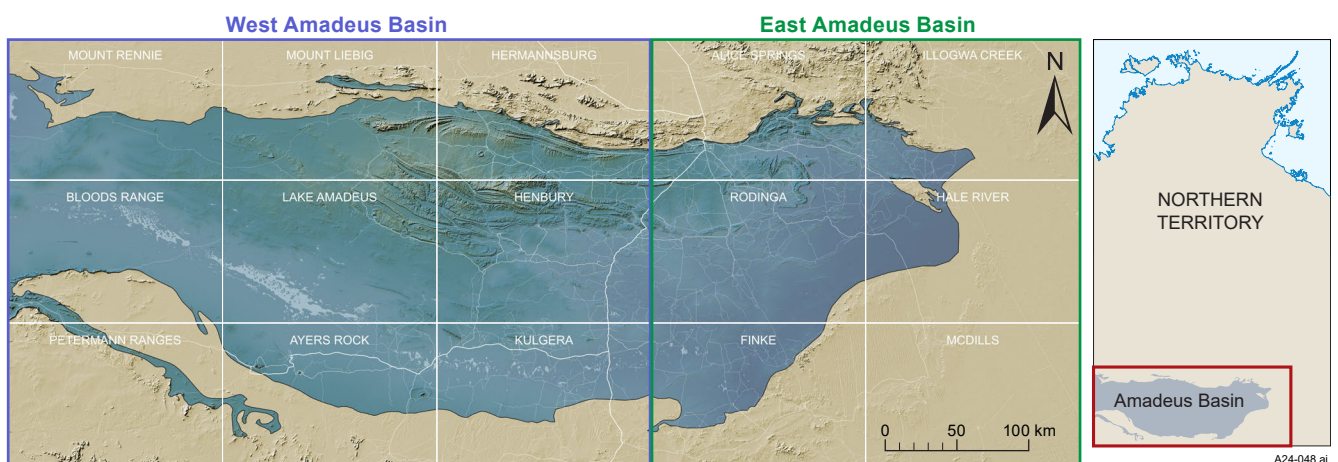 West Amadeus Basin
East Amadeus Basin
MOUNT RENNIE
MOUNT LIEBIG
HERMANNSBURG
ALICE SPRINGS
ILLOGWA CREEK
N
BLOODS RANGE
LAKE AMADEUS
HENBURY
RODINGA
HALE RIVER
PETERMANN RANGES
AYERS ROCK
KULGERA
FINKE
MCDILLS
0 50 100 km
NORTHERN
TERRITORY
Amadeus Basin
A24-048.ai